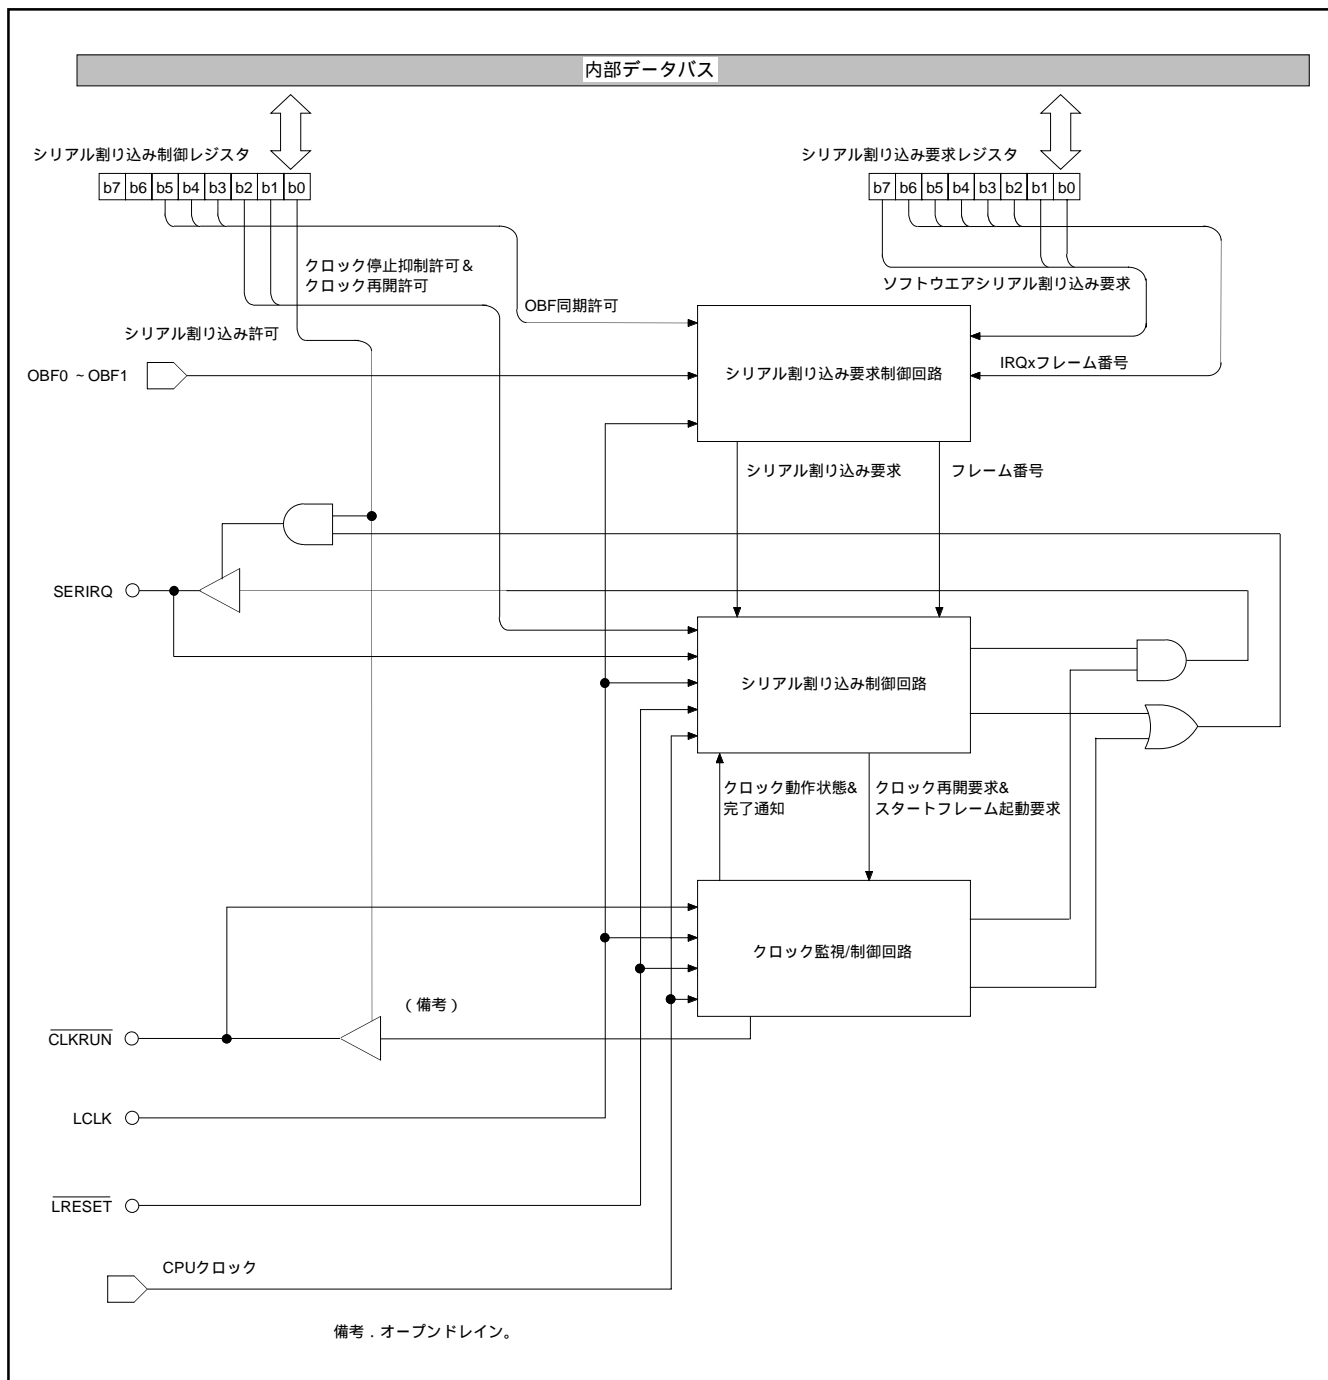 内部データバス
シリアル割り込み制御レジスタ
シリアル割り込み要求レジスタ
b7 b6 b5 b4 b3 b2 b1 b0
b7 b6 b5 b4 b3 b2 b1 b0
クロック停止抑制許可&
クロック再開許可
ソフトウエアシリアル割り込み要求
OBF同期許可
シリアル割り込み許可
IRQxフレーム番号
OBF0 ~OBF1
シリアル割り込み要求制御回路
シリアル割り込み要求
フレーム番号
SERIRQ
シリアル割り込み制御回路
クロック動作状態&
完了通知
クロック再開要求&
スタートフレーム起動要求
クロック監視/制御回路
(備考)
CLKRUN
LCLK
LRESET
CPUクロック
備考.オープンドレイン。